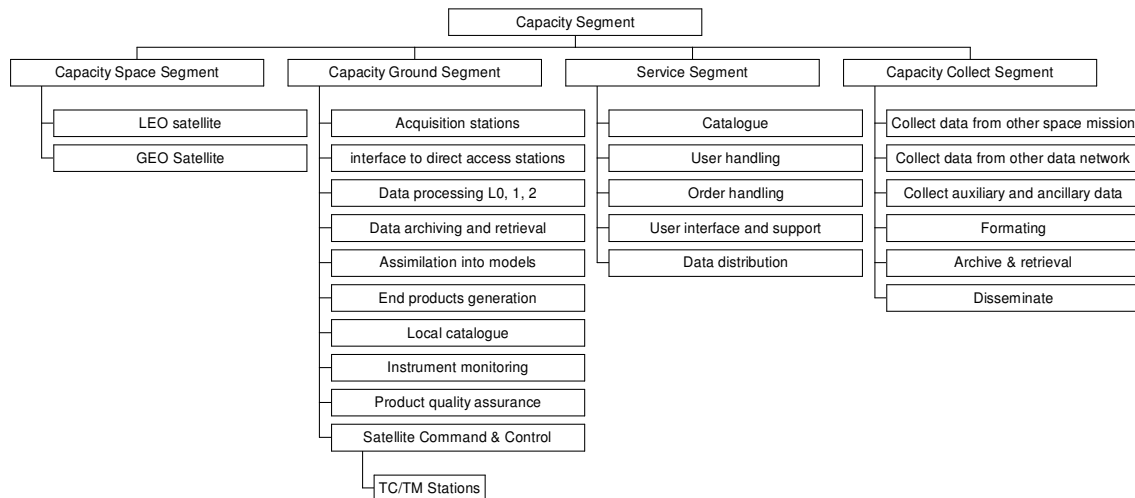 Capacity Segment
Capacity Space Segment
LEO satellite
GEO Satellite
Capacity Ground Segment
Acquisition stations
interface to direct access stations
Data processing L0, 1, 2
Data archiving and retrieval
Assimilation into models
End products generation
Local catalogue
Instrument monitoring
Product quality assurance
Satellite Command & Control
TC/TM Stations
Service Segment
Catalogue
User handling
Order handling
User interface and support
Data distribution
Capacity Collect Segment
Collect data from other space mission
Collect data from other data network
Collect auxiliary and ancillary data
Formating
Archive & retrieval
Disseminate